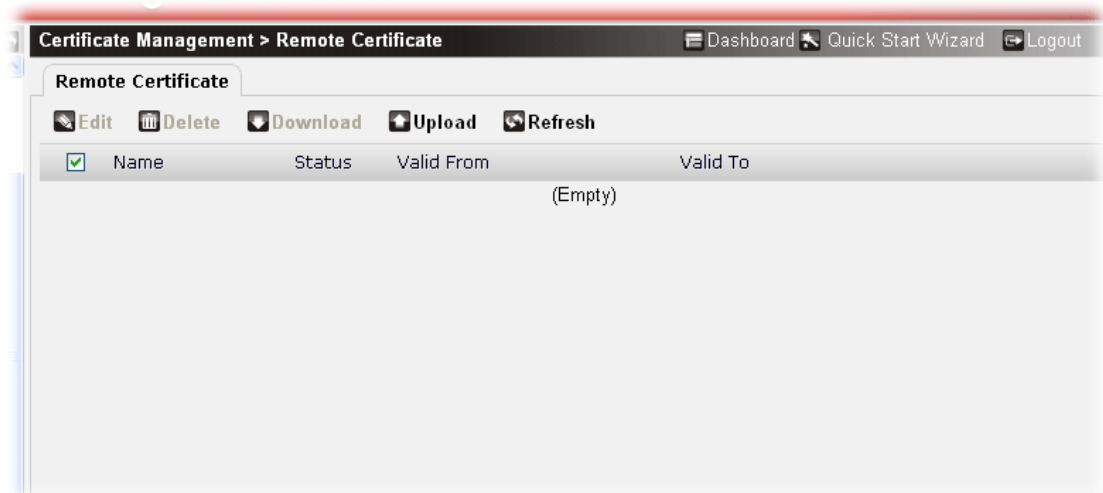 Certificate Management > Remote Certificate Dashboard Quick Start Wizard Logout
Remote Certificate
Edit Delete Download Upload Refresh
Name Status Valid From Valid To
(Empty)